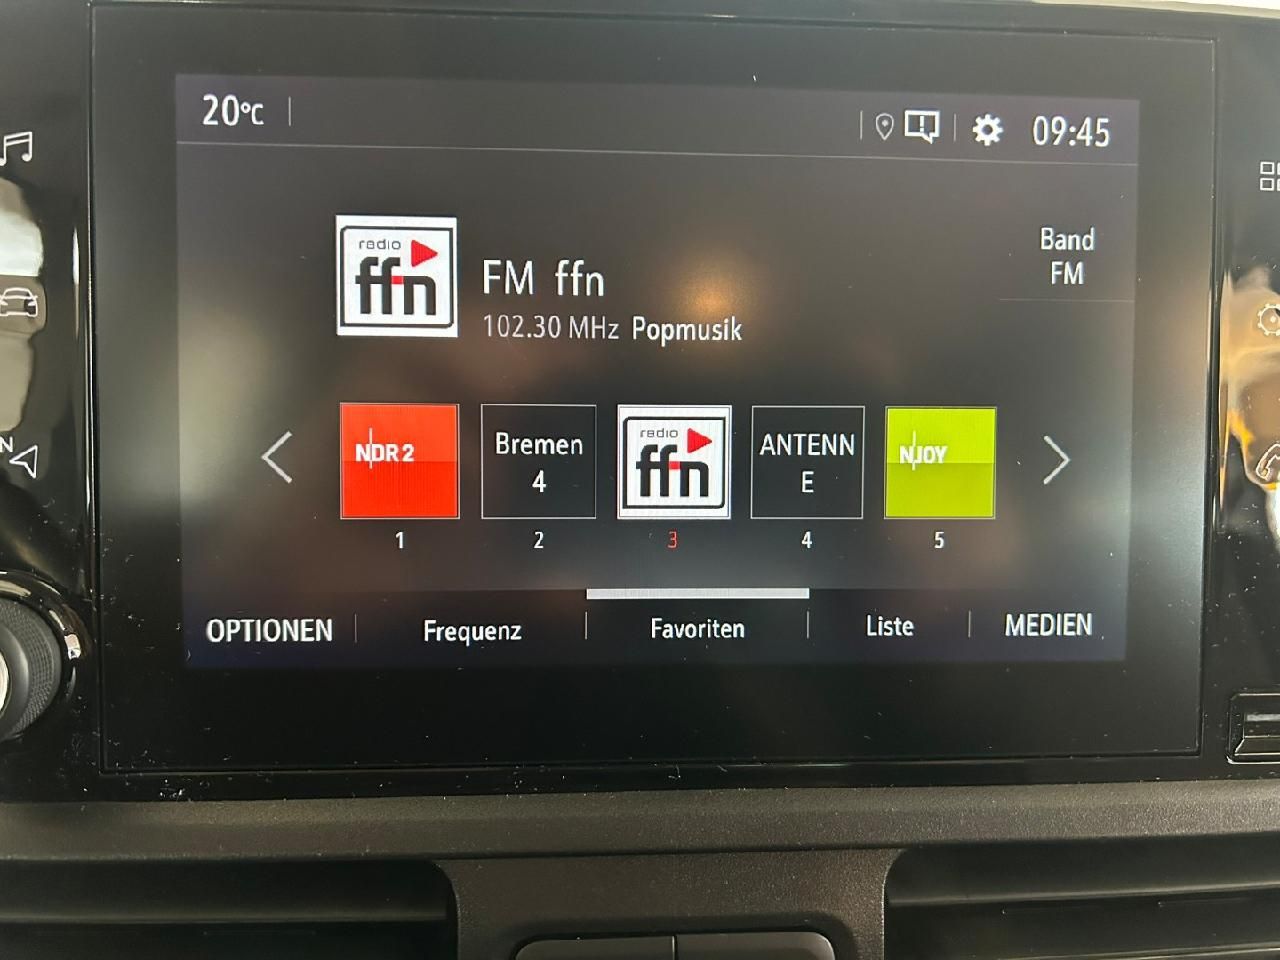 20°C
09:45
Band
FM
radio
ffn
FM ffn
102.30 MHz Popmusik
NDR 2
Bremen
4
radio
ffn
ANTENN
E
N-JOY
1
2
3
4
5
OPTIONEN
Frequenz
Favoriten
Liste
MEDIEN
N